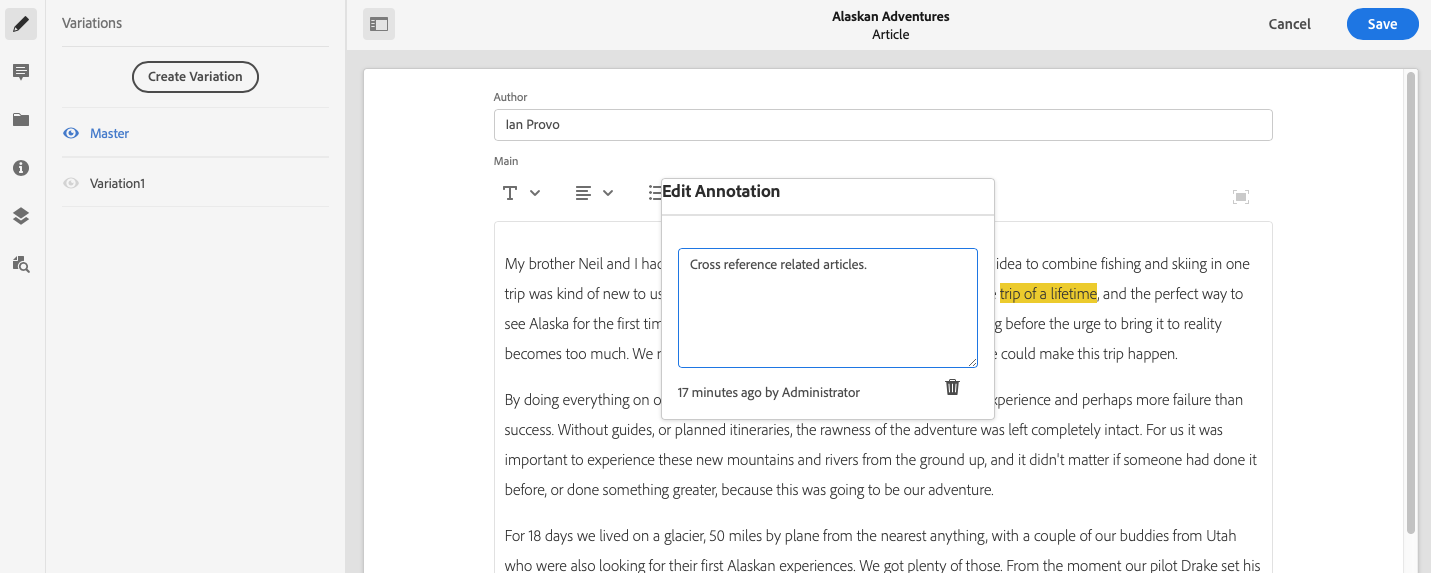 Variations
Create Variation
Master
Variation1
Alaskan Adventures
Article
Cancel
Save
Author
Ian Provo
Main
Edit Annotation
Cross reference related articles.
17 minutes ago by Administrator
My brother Neil and I had idea to combine fishing and skiing in one
trip was kind of new to us trip of a lifetime, and the perfect way to
see Alaska for the first g before the urge to bring it to reality
becomes too much. We could make this trip happen.
By doing everything on xperience and perhaps more failure than
success. Without guides, or planned itineraries, the rawness of the adventure was left completely intact. For us it was
important to experience these new mountains and rivers from the ground up, and it didn't matter if someone had done it
before, or done something greater, because this was going to be our adventure.
For 18 days we lived on a glacier, 50 miles by plane from the nearest anything, with a couple of our buddies from Utah
who were also looking for their first Alaskan experiences. We got plenty of those. From the moment our pilot Drake set his